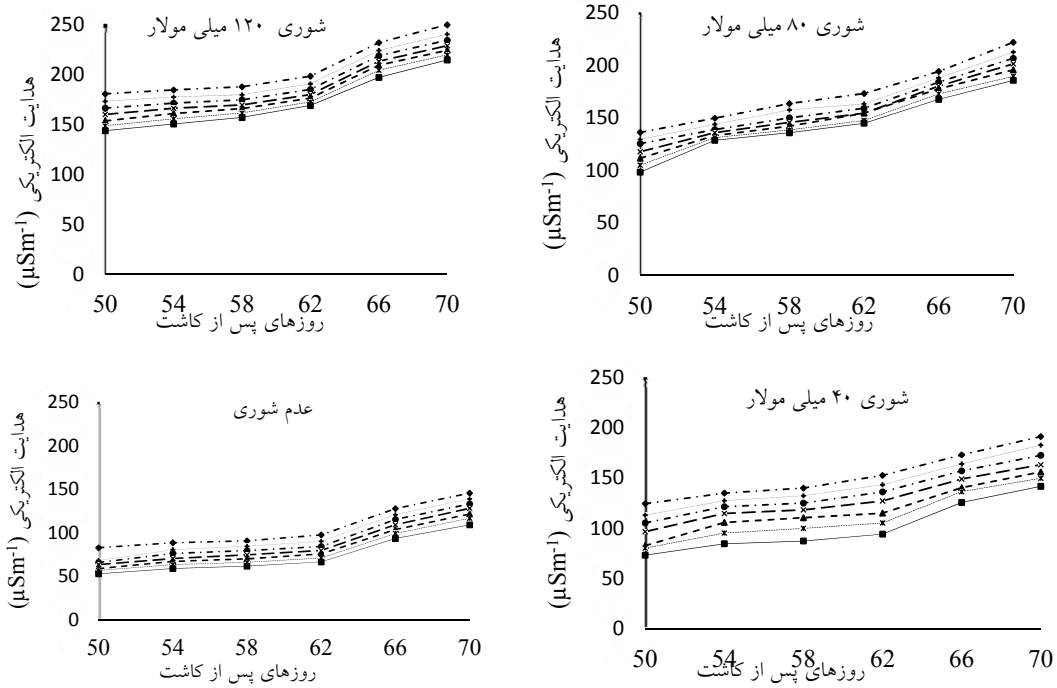 شوری ۱۲۰ میلی مولار
هدایت الکتریکی (µSm-1)
250
200
150
100
50
0
50 54 58 62 66 70
روزهای پس از کاشت
شوری ۸۰ میلی مولار
هدایت الکتریکی (µSm-1)
250
200
150
100
50
0
50 54 58 62 66 70
روزهای پس از کاشت
عدم شوری
هدایت الکتریکی (µSm-1)
250
200
150
100
50
0
50 54 58 62 66 70
روزهای پس از کاشت
شوری ۴۰ میلی مولار
هدایت الکتریکی (µSm-1)
250
200
150
100
50
0
50 54 58 62 66 70
روزهای پس از کاشت